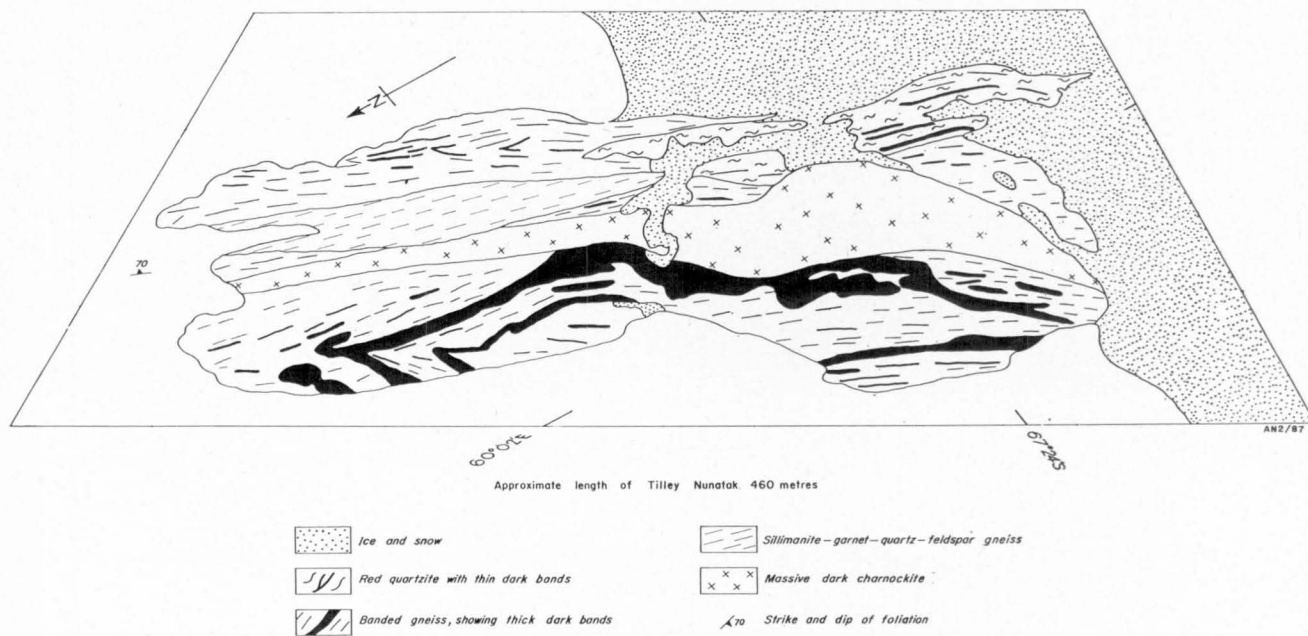 N
70
AN2/87
60°02'E
67°24'S
Approximate length of Tilley Nunatak 460 metres
Ice and snow
Sillimanite-garnet-quartz-feldspar gneiss
Red quartzite with thin dark bands
Massive dark charnockite
Banded gneiss, showing thick dark bands
70 Strike and dip of foliation